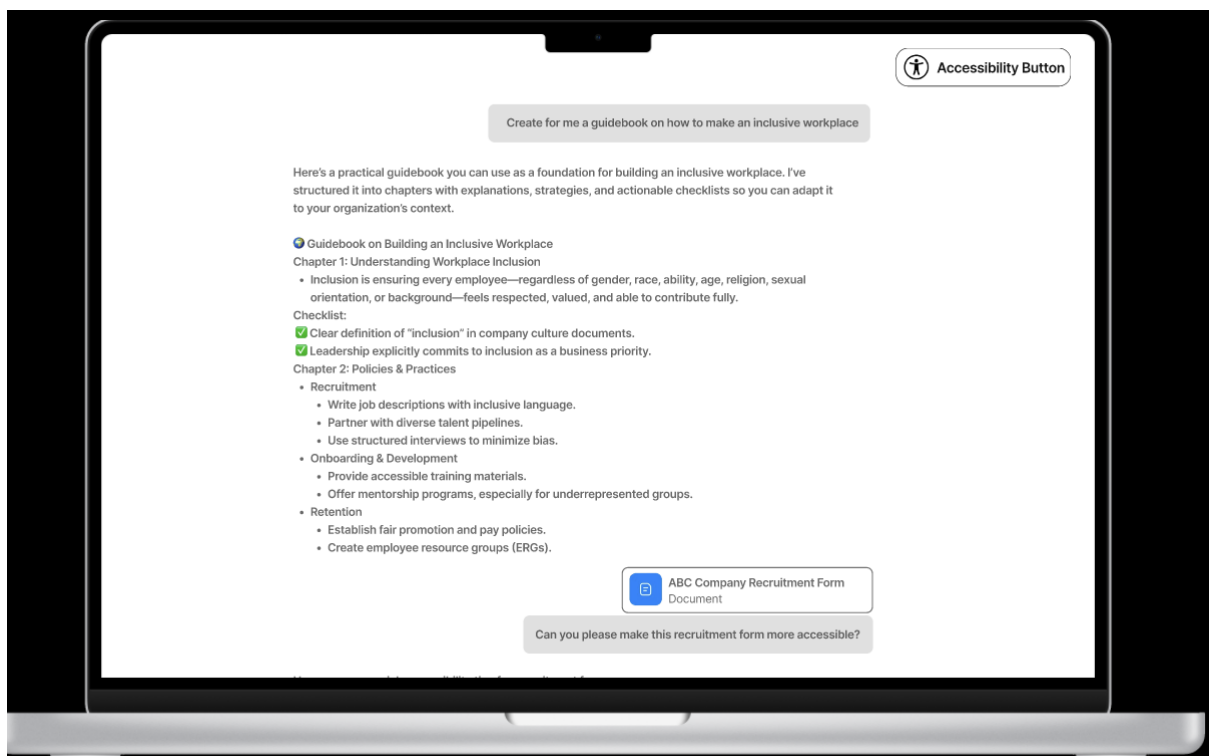 Accessibility Button
Create for me a guidebook on how to make an inclusive workplace
Here's a practical guidebook you can use as a foundation for building an inclusive workplace. I've
structured it into chapters with explanations, strategies, and actionable checklists so you can adapt it
to your organization's context.
🌍 Guidebook on Building an Inclusive Workplace
Chapter 1: Understanding Workplace Inclusion
• Inclusion is ensuring every employee—regardless of gender, race, ability, age, religion, sexual
orientation, or background—feels respected, valued, and able to contribute fully.
Checklist:
✅ Clear definition of "inclusion" in company culture documents.
✅ Leadership explicitly commits to inclusion as a business priority.
Chapter 2: Policies & Practices
• Recruitment
• Write job descriptions with inclusive language.
• Partner with diverse talent pipelines.
• Use structured interviews to minimize bias.
• Onboarding & Development
• Provide accessible training materials.
• Offer mentorship programs, especially for underrepresented groups.
• Retention
• Establish fair promotion and pay policies.
• Create employee resource groups (ERGs).
ABC Company Recruitment Form
Document
Can you please make this recruitment form more accessible?